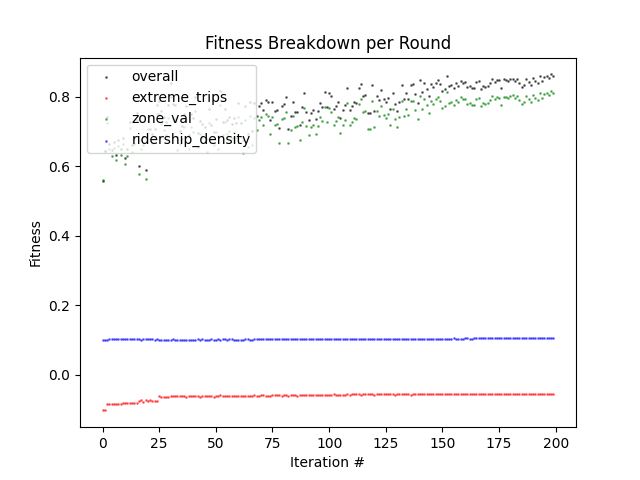 Fitness Breakdown per Round
overall
extreme_trips
zone_val
ridership_density
Fitness
0.8
0.6
0.4
0.2
0.0
0
25
50
75
100
125
150
175
200
Iteration #